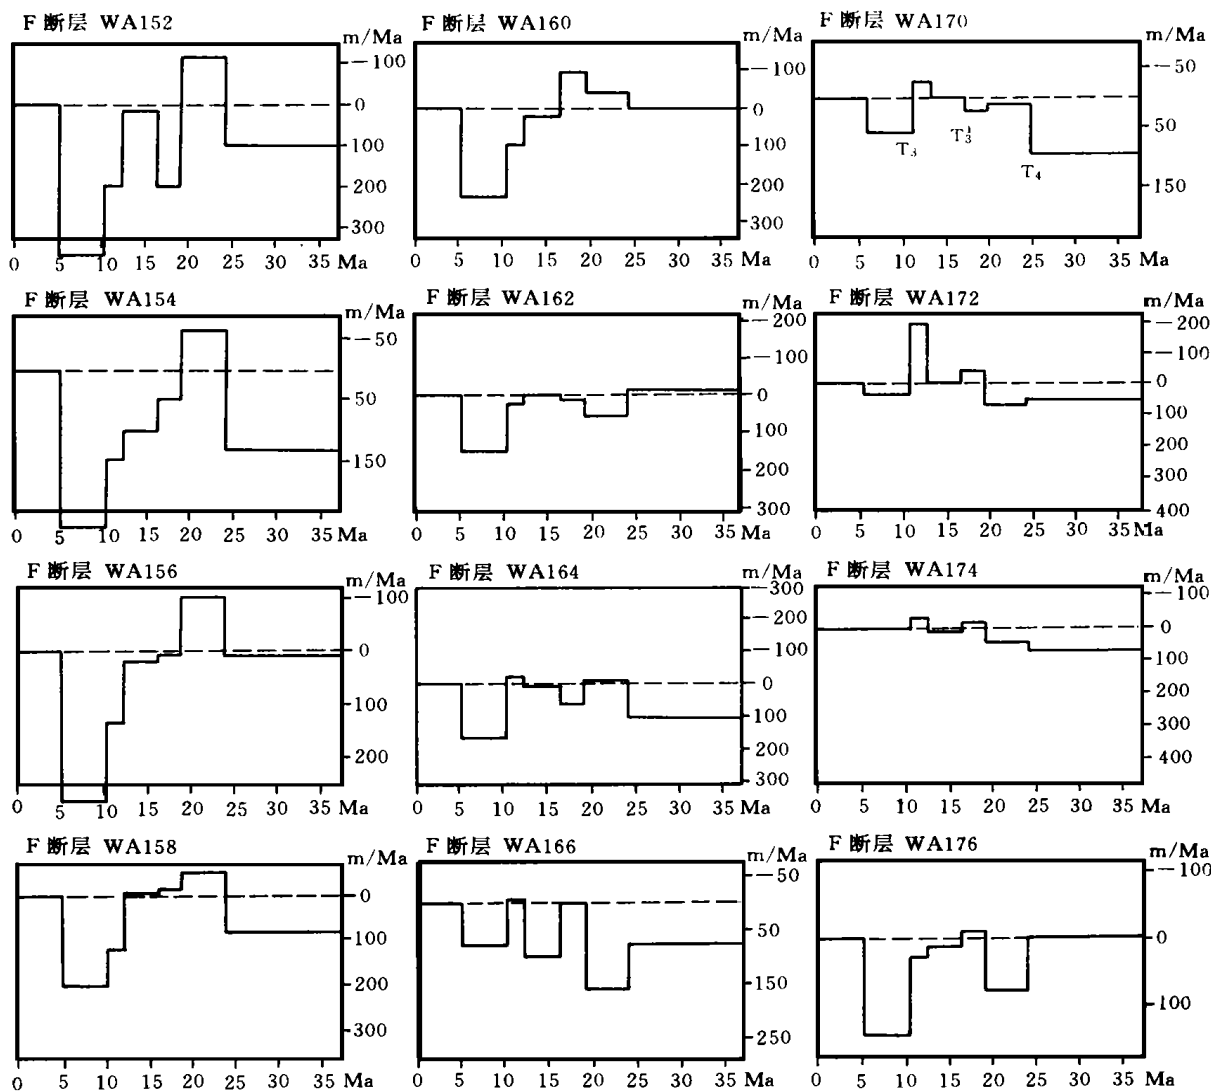 F 断层 WA152
m/Ma
-100
0
100
200
300
0 5 10 15 20 25 30 35 Ma
F 断层 WA160
m/Ma
-100
0
100
200
300
0 5 10 15 20 25 30 35 Ma
F 断层 WA170
m/Ma
-50
50
150
T₃ T₃¹ T₄
0 5 10 15 20 25 30 35 Ma
F 断层 WA154
m/Ma
-50
50
150
0 5 10 15 20 25 30 35 Ma
F 断层 WA162
m/Ma
-200
-100
0
100
200
300
0 5 10 15 20 25 30 35 Ma
F 断层 WA172
m/Ma
-200
-100
0
100
200
300
400
0 5 10 15 20 25 30 35 Ma
F 断层 WA156
m/Ma
-100
0
100
200
0 5 10 15 20 25 30 35 Ma
F 断层 WA164
m/Ma
-300
-200
-100
0
100
200
300
0 5 10 15 20 25 30 35 Ma
F 断层 WA174
m/Ma
-100
0
100
200
300
400
0 5 10 15 20 25 30 35 Ma
F 断层 WA158
m/Ma
0
100
200
300
0 5 10 15 20 25 30 35 Ma
F 断层 WA166
m/Ma
-50
50
150
250
0 5 10 15 20 25 30 35 Ma
F 断层 WA176
m/Ma
-100
0
100
0 5 10 15 20 25 30 35 Ma